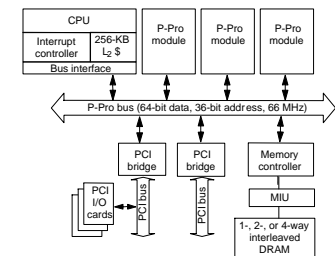 CPU
Interrupt
controller
256-KB
L2 $
Bus interface
P-Pro
module
P-Pro
module
P-Pro
module
P-Pro bus (64-bit data, 36-bit address, 66 MHz)
PCI
bridge
PCI
bridge
Memory
controller
PCI
I/O
cards
PCI bus
PCI bus
MIU
1-, 2-, or 4-way
interleaved
DRAM